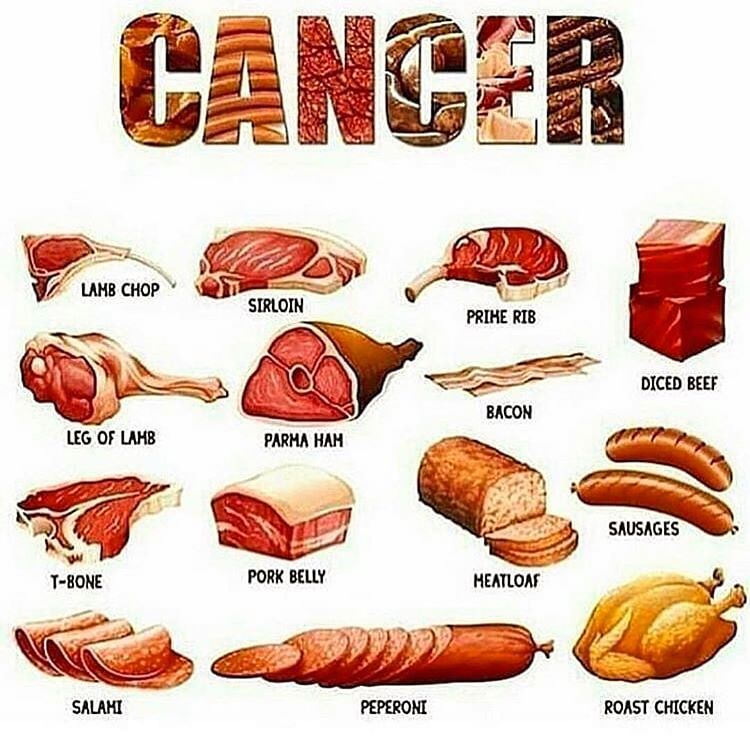 CANCER
LAMB CHOP
SIRLOIN
PRIME RIB
DICED BEEF
LEG OF LAMB
PARMA HAM
BACON
SAUSAGES
T-BONE
PORK BELLY
MEATLOAF
SALAMI
PEPERONI
ROAST CHICKEN